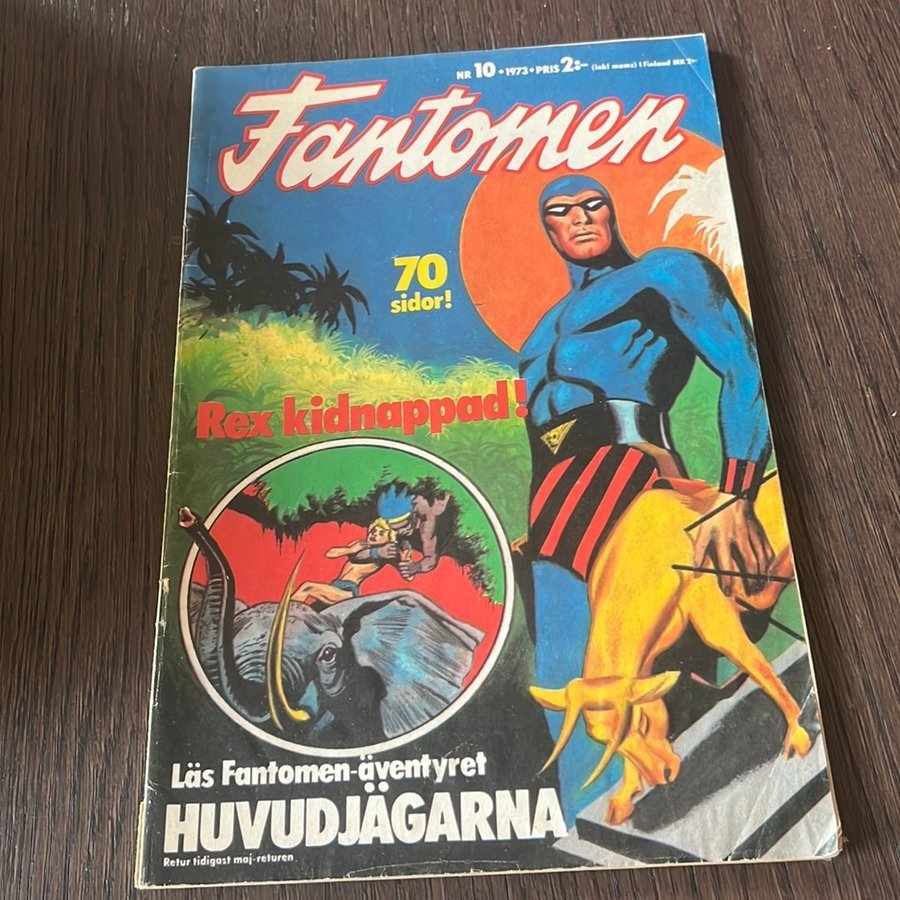 NR 10 • 1973 • PRIS 2:- (inkl moms) I Finland MK 2:-
Fantomen
70
sidor!
Rex kidnappad!
Läs Fantomen-äventyret
HUVUDJÄGARNA
Retur tidigast maj-returen